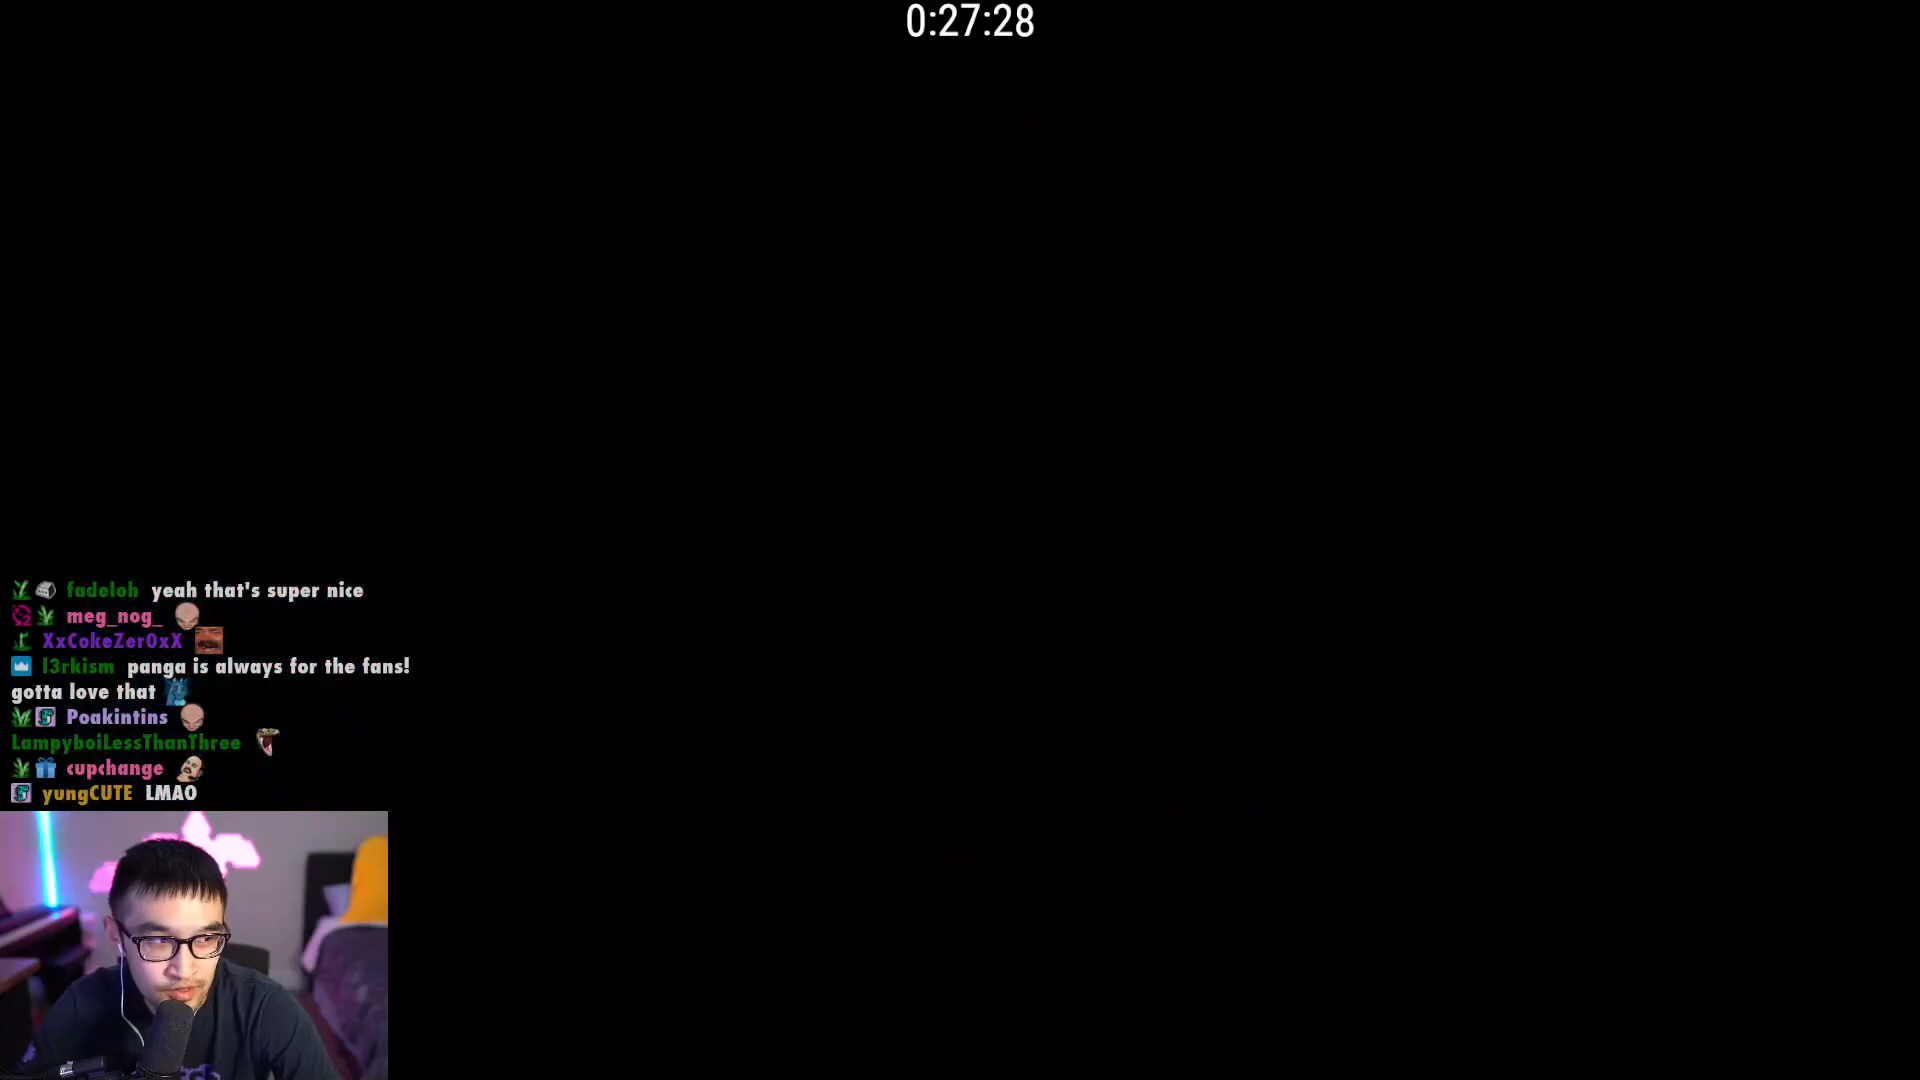 0:27:28
fadeloh yeah that's super nice
meg_nog_
XxCokeZer0xX
l3rkism panga is always for the fans!
gotta love that
Poakintins
LampyboiLessThanThree
cupchange
yungCUTE LMAO